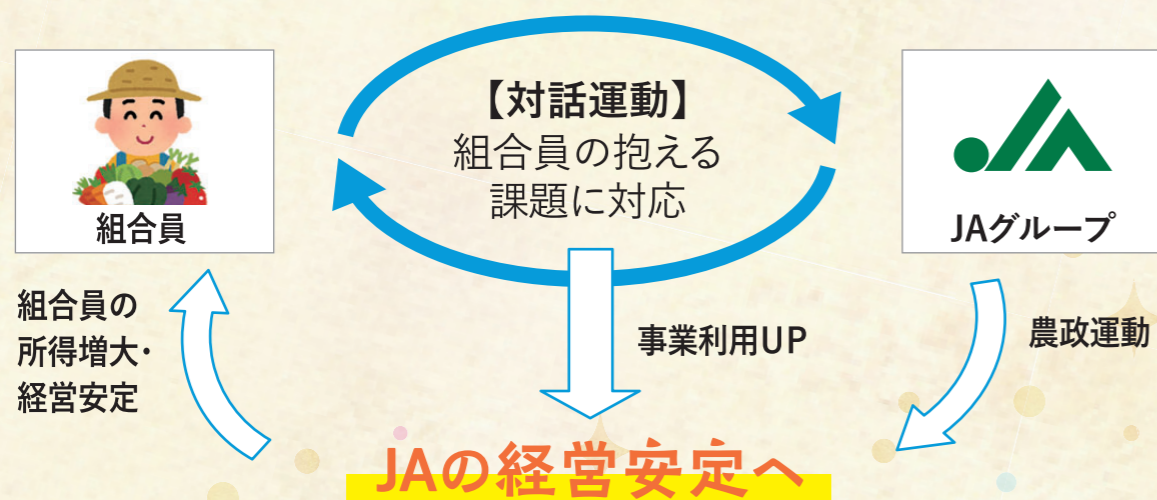 【対話運動】
組合員の抱える
課題に対応
組合員
JA
JAグループ
組合員の
所得増大・
経営安定
事業利用UP
農政運動
JAの経営安定へ